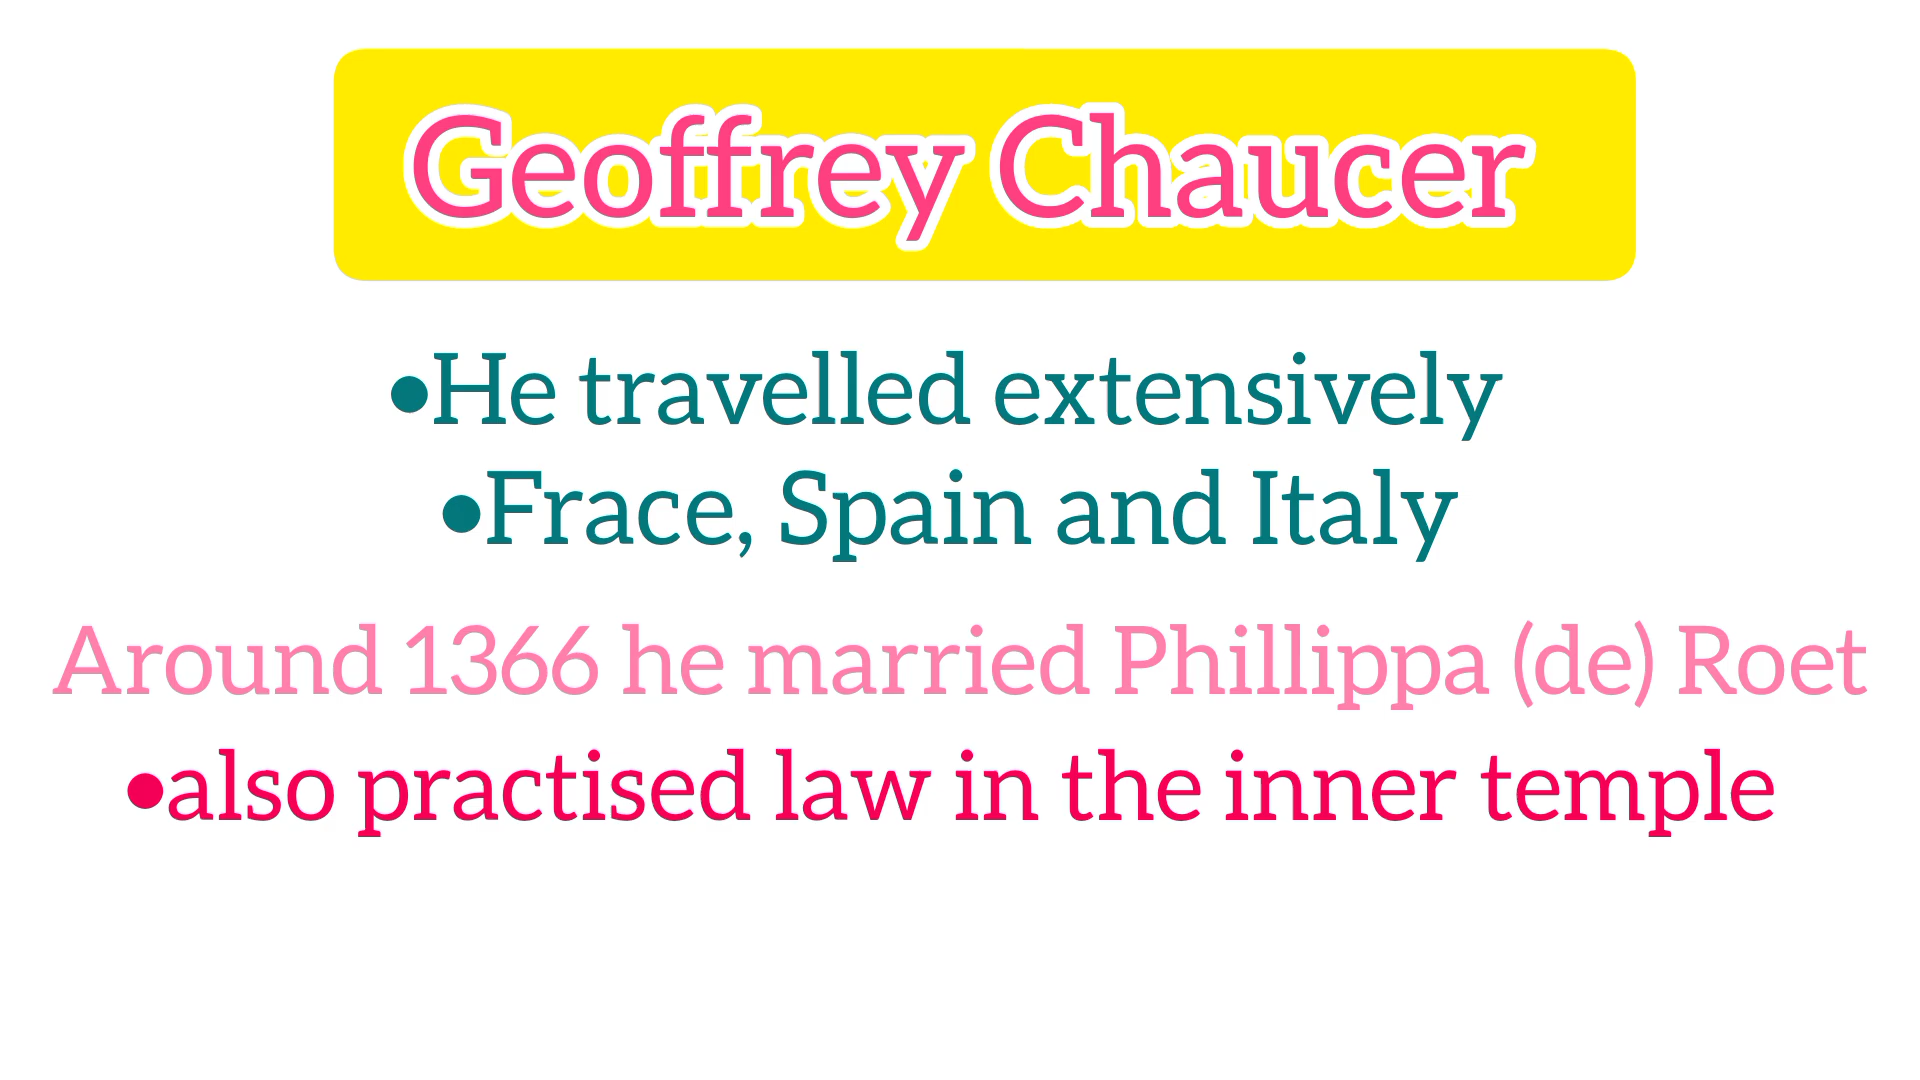 Geoffrey Chaucer
•He travelled extensively
•Frace, Spain and Italy
Around 1366 he married Phillippa (de) Roet
•also practised law in the inner temple